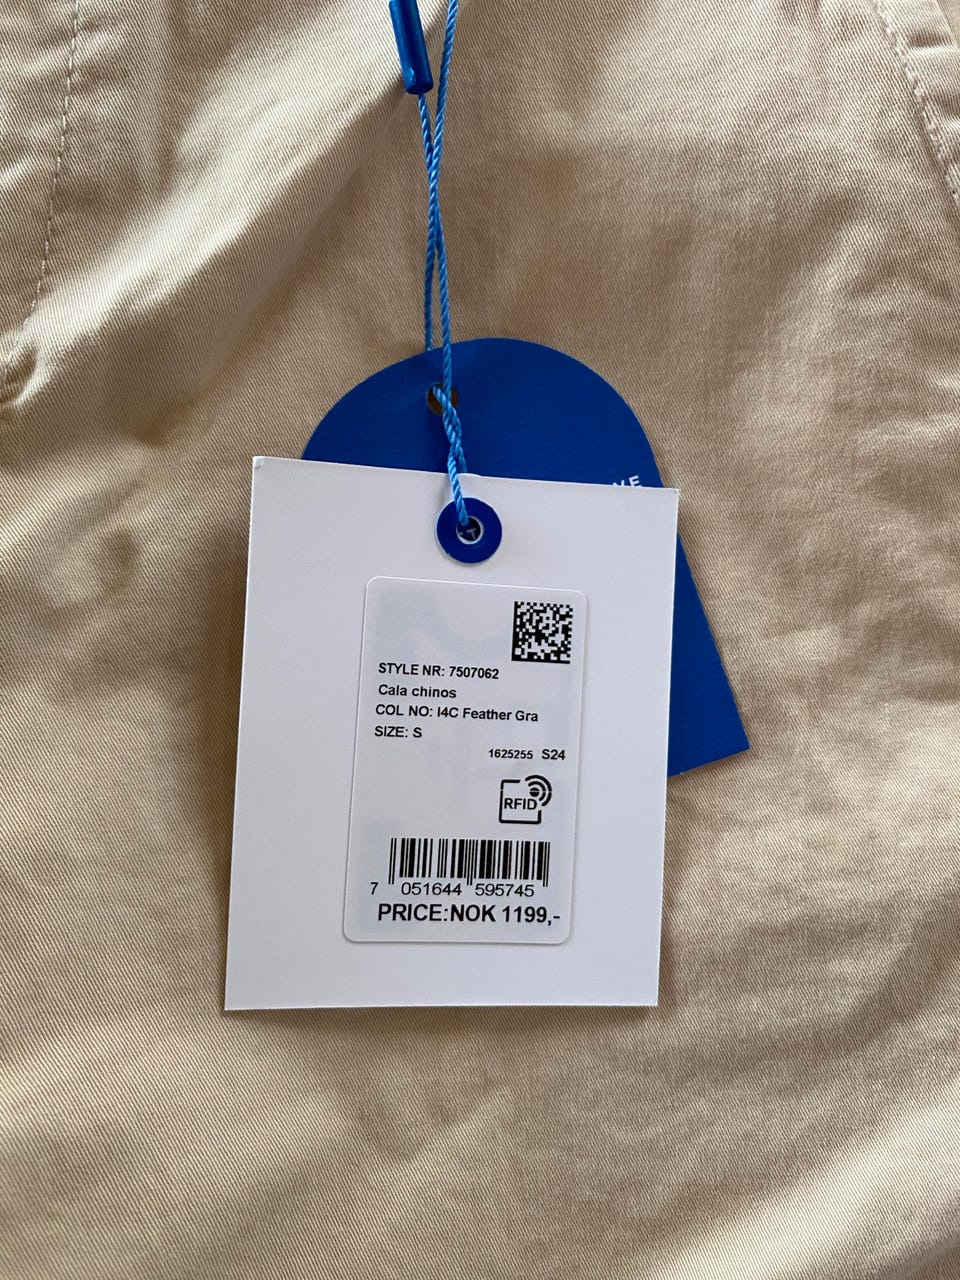 STYLE NR: 7507062
Cala chinos
COL NO: I4C Feather Gra
SIZE: S
1625255 S24
RFID
7 051644 595745
PRICE:NOK 1199,-